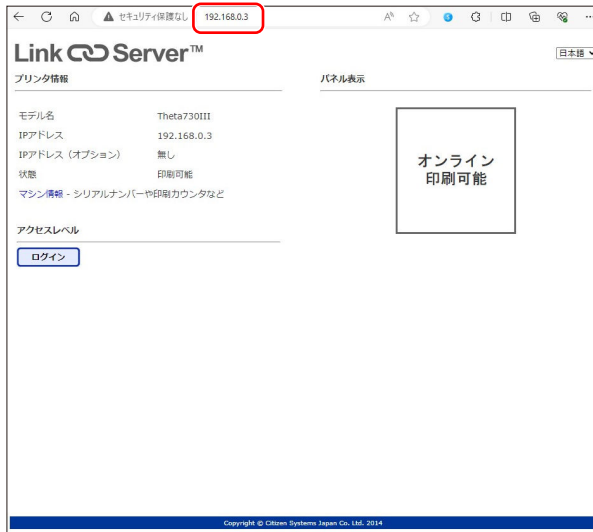 セキュリティ保護なし 192.168.0.3
Link Server™
日本語
プリンタ情報
パネル表示
モデル名 Theta730III
IPアドレス 192.168.0.3
IPアドレス（オプション） 無し
状態 印刷可能
マシン情報 - シリアルナンバーや印刷カウンタなど
オンライン
印刷可能
アクセスレベル
ログイン
Copyright © Citizen Systems Japan Co. Ltd. 2014